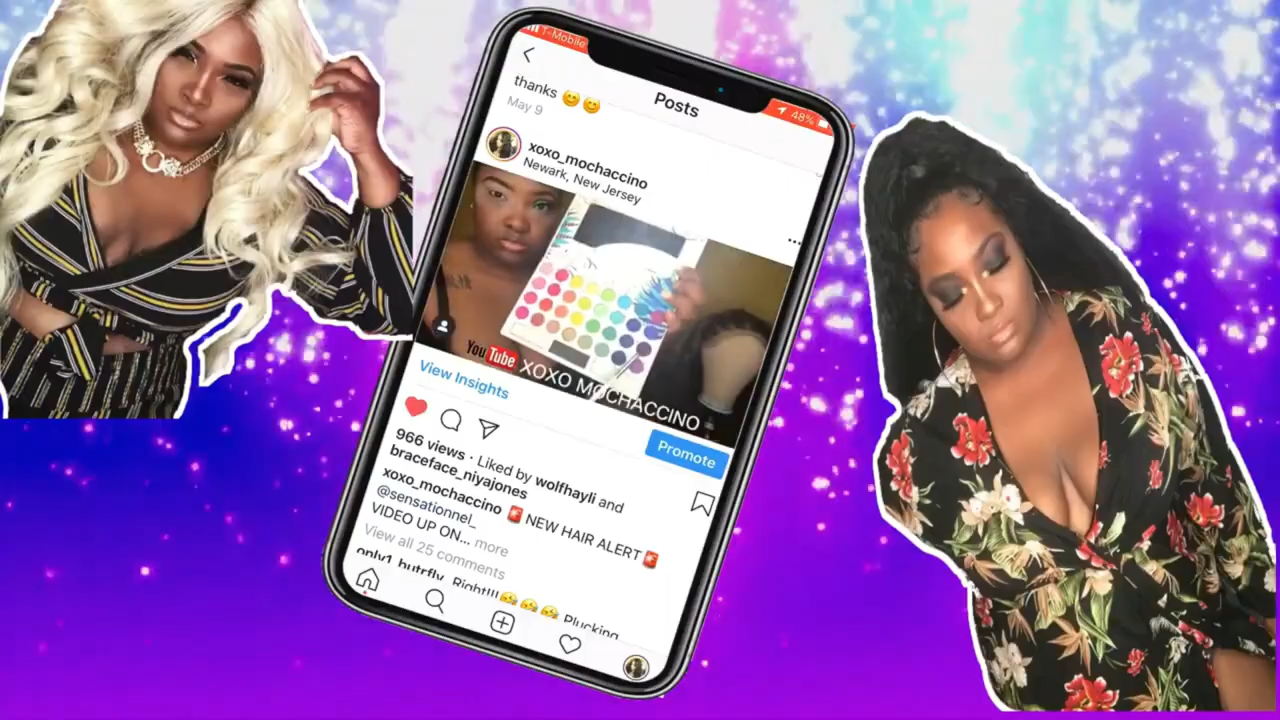 T-Mobile
48%
Posts
thanks 😊😊
May 9
xoxo_mochaccino
Newark, New Jersey
YouTube XOXO MOCHACCINO
View Insights
Promote
966 views · Liked by wolfhayli and
braceface_niyajones
xoxo_mochaccino 🚨 NEW HAIR ALERT🚨
@sensationnel_
VIDEO UP ON... more
View all 25 comments
only1_butrfly_ Right!!! 🤧🤧🤧 Plucking